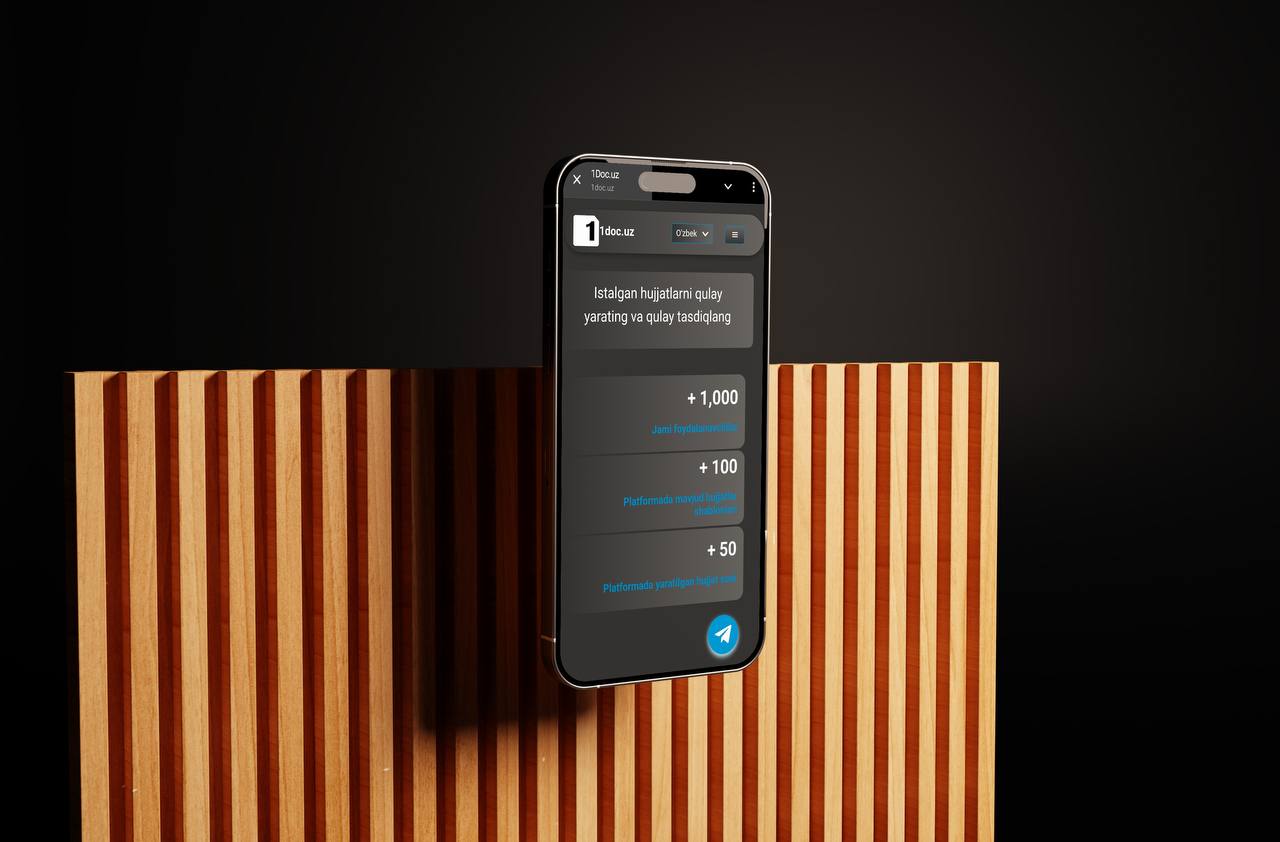 1Doc.uz
1doc.uz
1 1doc.uz
O'zbek
Istalgan hujjatlarni qulay
yarating va qulay tasdiqlang
+ 1,000
Jami foydalanuvchilar
+ 100
Platformada mavjud hujjatlar
shablonlari
+ 50
Platformada yaratilgan hujjat soni